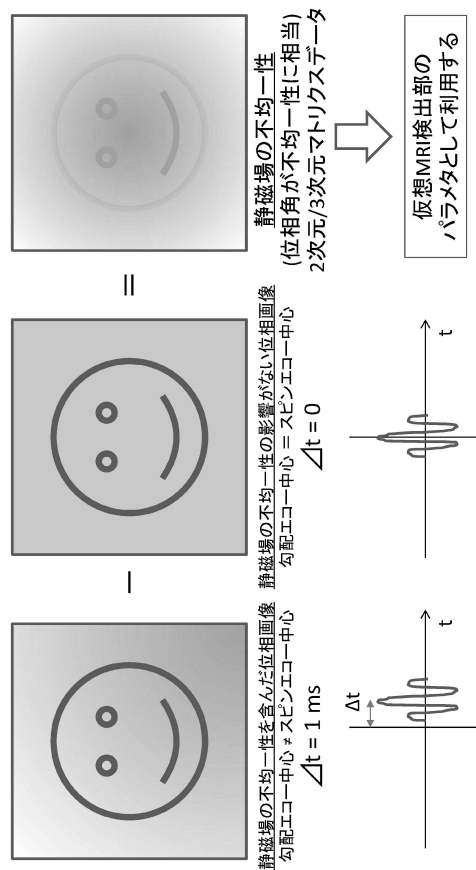 静磁場の不均一性を含んだ位相画像
勾配エコー中心 ≠ スピンエコー中心
⊿t = 1 ms
Δt
t
−
静磁場の不均一性の影響がない位相画像
勾配エコー中心 = スピンエコー中心
⊿t = 0
t
=
静磁場の不均一性
(位相角が不均一性に相当)
2次元/3次元マトリクスデータ
仮想MRI検出部の
パラメタとして利用する